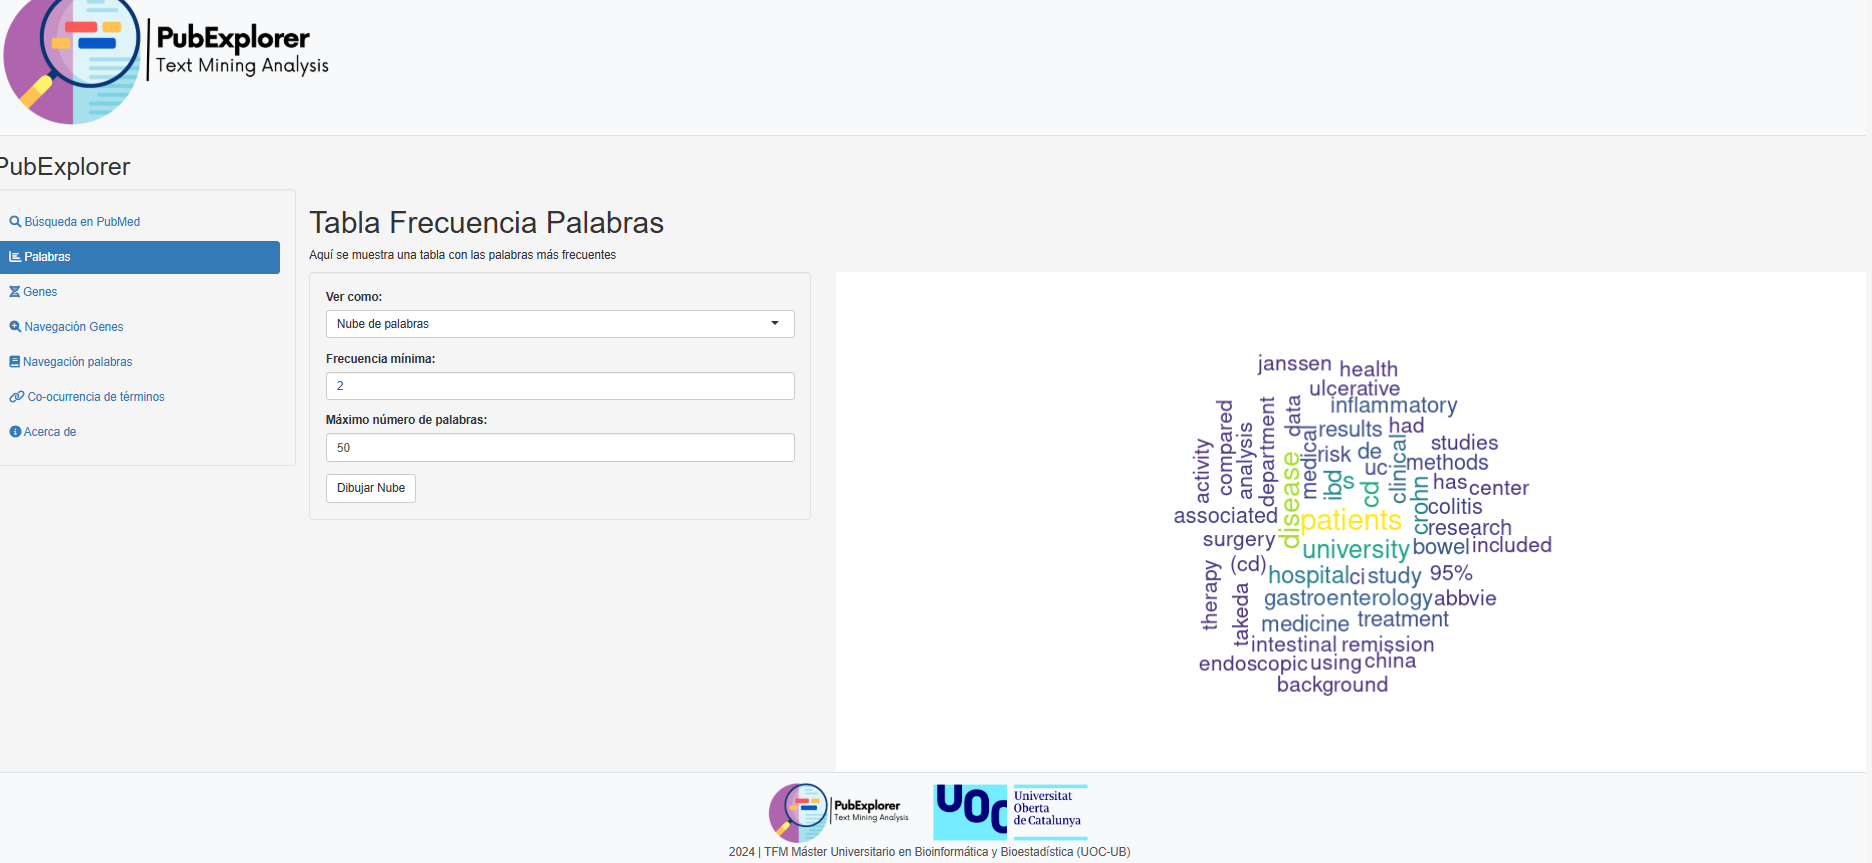 PubExplorer
Text Mining Analysis
PubExplorer
Búsqueda en PubMed
Palabras
Genes
Navegación Genes
Navegación palabras
Co-ocurrencia de términos
Acerca de
Tabla Frecuencia Palabras
Aquí se muestra una tabla con las palabras más frecuentes
Ver como:
Nube de palabras
Frecuencia mínima:
2
Máximo número de palabras:
50
Dibujar Nube
janssen health
ulcerative
inflammatory
activity compared analysis department data results had
medical risk de clinical studies
uc methods
disease ibd s cd crohn has center
colitis
associated patients research
surgery university bowel included
(cd) hospital ci study 95%
therapy takeda gastroenterology abbvie
medicine treatment
intestinal remission
endoscopic using china
background
PubExplorer
Text Mining Analysis
UOC
Universitat
Oberta
de Catalunya
2024 | TFM Máster Universitario en Bioinformática y Bioestadística (UOC-UB)